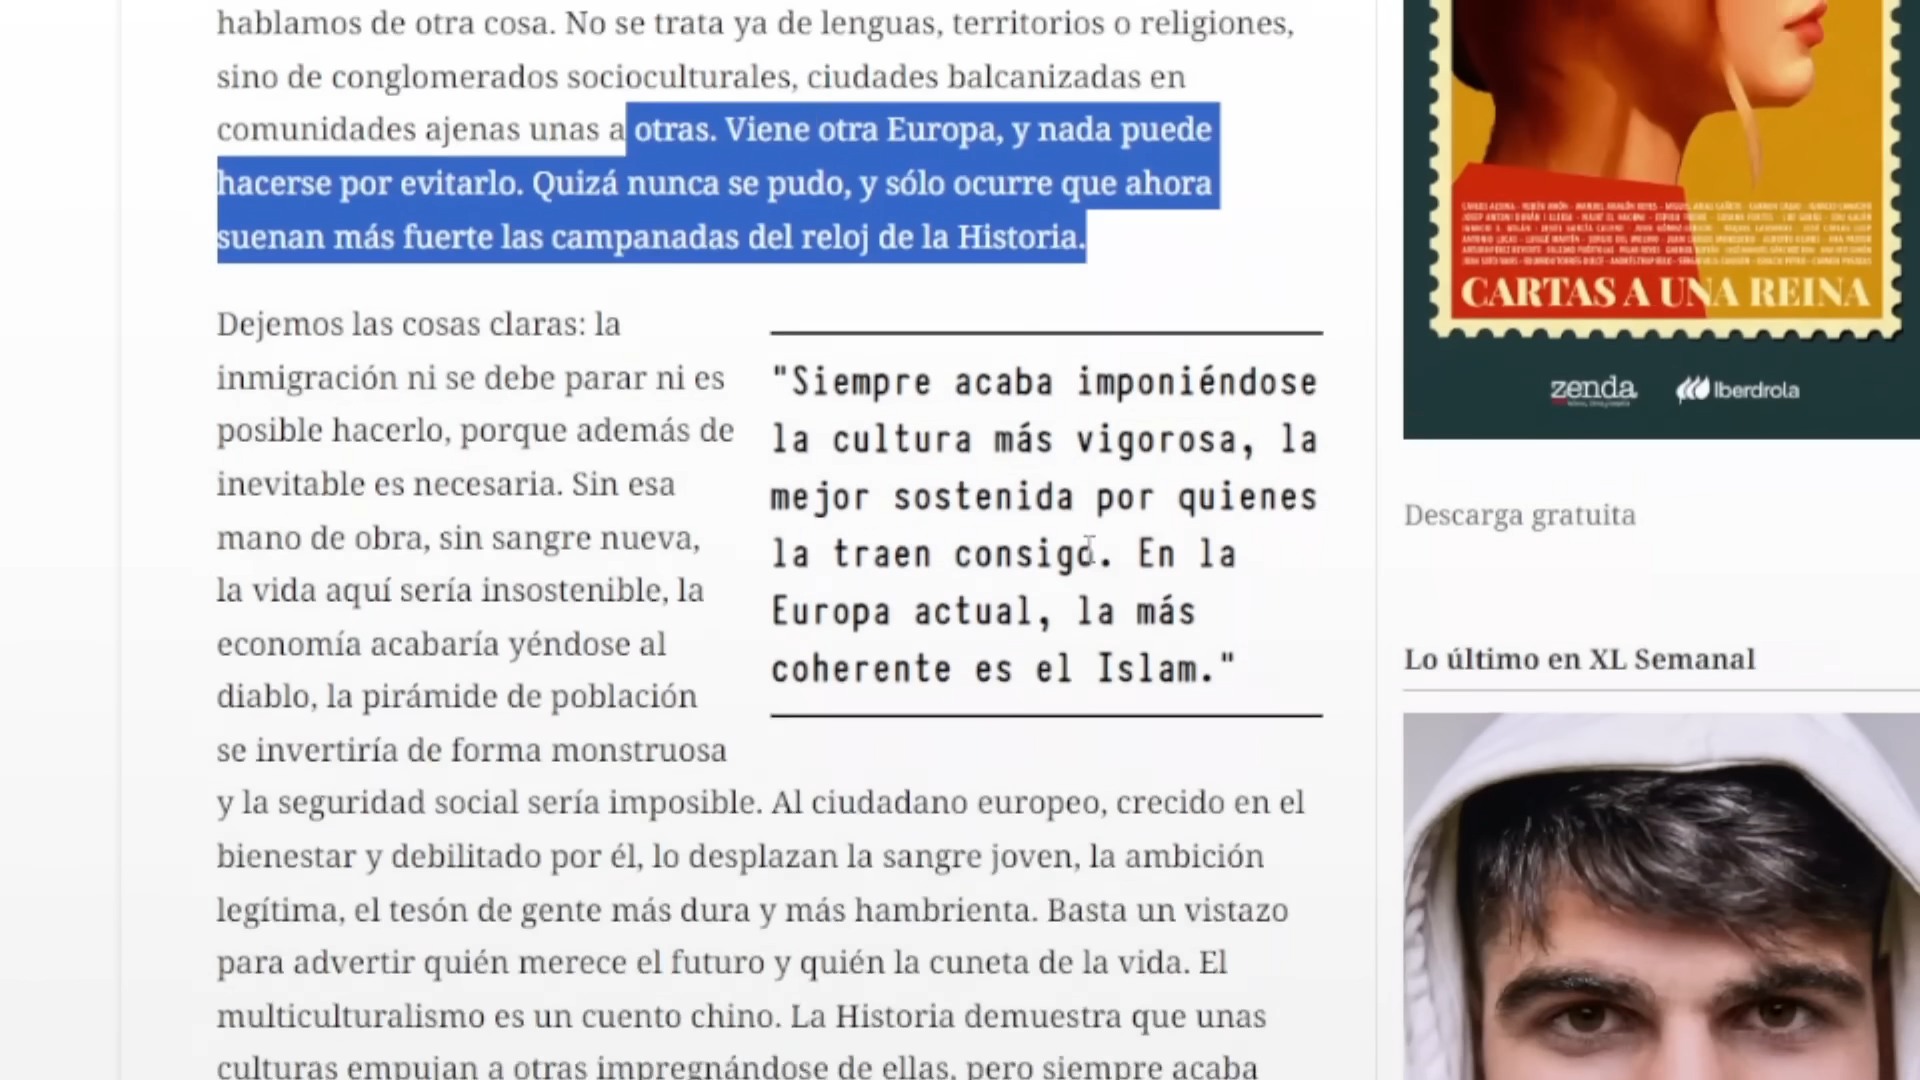 hablamos de otra cosa. No se trata ya de lenguas, territorios o religiones,
sino de conglomerados socioculturales, ciudades balcanizadas en
comunidades ajenas unas a otras. Viene otra Europa, y nada puede
hacerse por evitarlo. Quizá nunca se pudo, y sólo ocurre que ahora
suenan más fuerte las campanadas del reloj de la Historia.
Dejemos las cosas claras: la
inmigración ni se debe parar ni es
posible hacerlo, porque además de
inevitable es necesaria. Sin esa
mano de obra, sin sangre nueva,
la vida aquí sería insostenible, la
economía acabaría yéndose al
diablo, la pirámide de población
se invertiría de forma monstruosa
y la seguridad social sería imposible. Al ciudadano europeo, crecido en el
bienestar y debilitado por él, lo desplazan la sangre joven, la ambición
legítima, el tesón de gente más dura y más hambrienta. Basta un vistazo
para advertir quién merece el futuro y quién la cuneta de la vida. El
multiculturalismo es un cuento chino. La Historia demuestra que unas
culturas empujan a otras impregnándose de ellas, pero siempre acaba
"Siempre acaba imponiéndose
la cultura más vigorosa, la
mejor sostenida por quienes
la traen consigo. En la
Europa actual, la más
coherente es el Islam."
CARTAS A UNA REINA
zenda
Iberdrola
Descarga gratuita
Lo último en XL Semanal